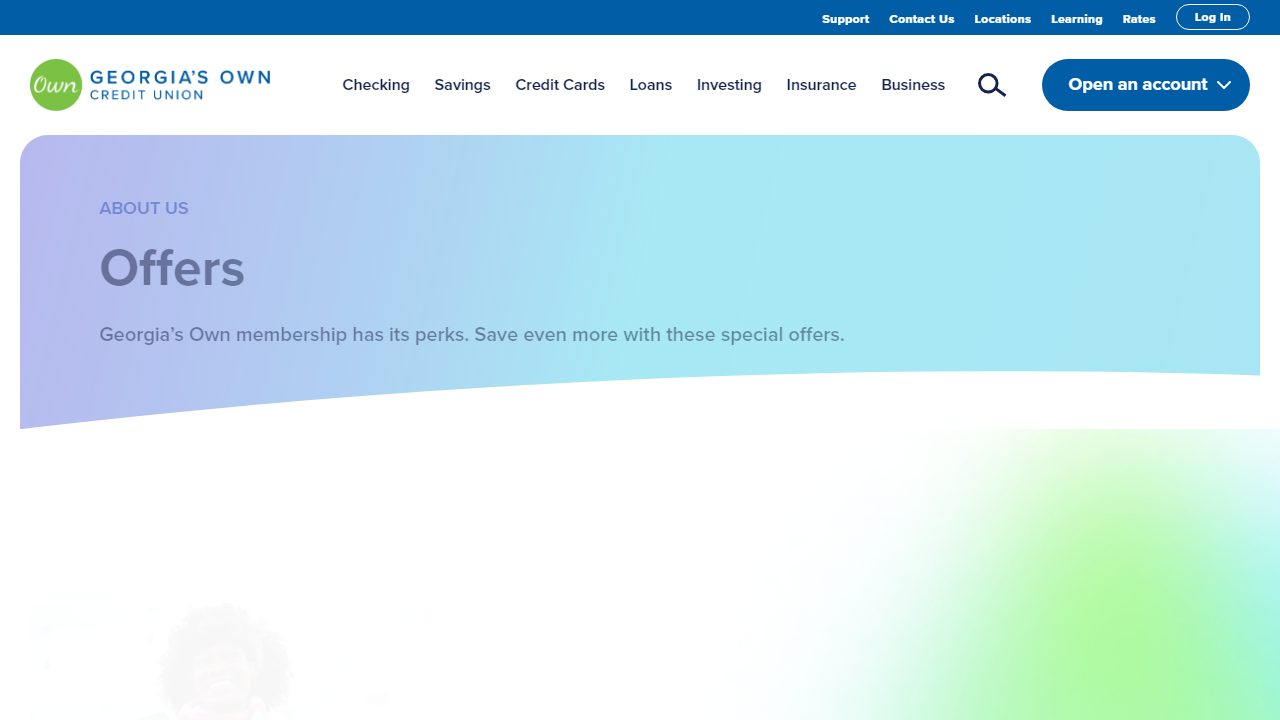 Support Contact Us Locations Learning Rates Log In
Own GEORGIA'S OWN
CREDIT UNION
Checking Savings Credit Cards Loans Investing Insurance Business Open an account
ABOUT US
Offers
Georgia’s Own membership has its perks. Save even more with these special offers.